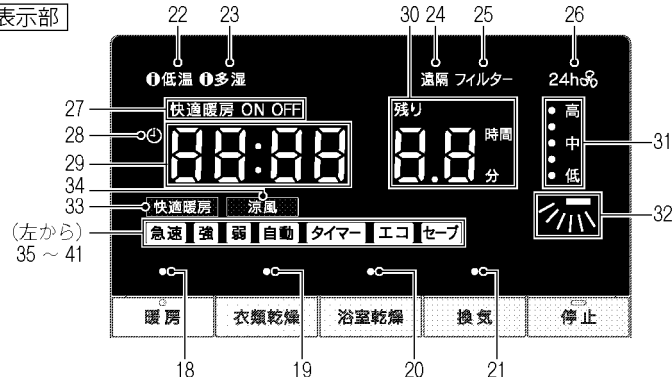 表示部
22 23 30 24 25 26
低温 多湿 遠隔 フィルター 24h
27 快適暖房 ON OFF 残り 高
28 88:88 8.8 時間 中 31
29 分 低
34
33 快適暖房 涼風 32
(左から) 急速 強 弱 自動 タイマー エコ セーブ
35 ～ 41
暖房 衣類乾燥 浴室乾燥 換気 停止
18 19 20 21